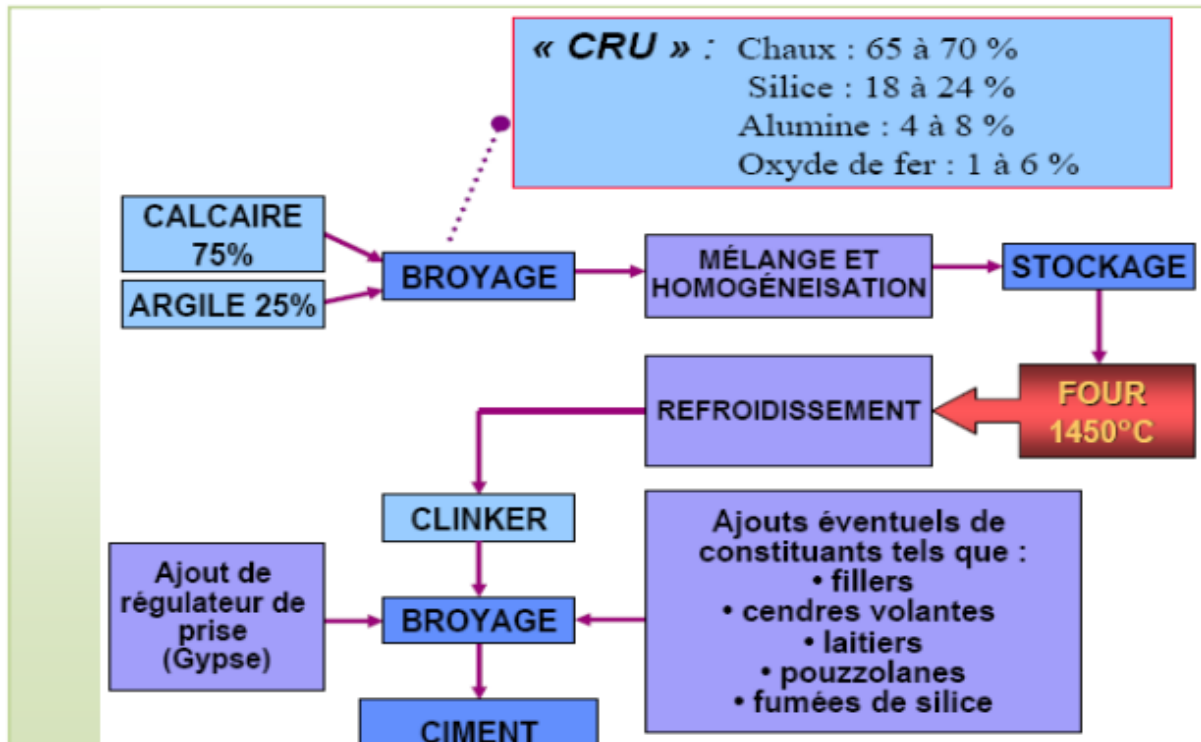 « CRU » : Chaux : 65 à 70 %
Silice : 18 à 24 %
Alumine : 4 à 8 %
Oxyde de fer : 1 à 6 %
CALCAIRE
75%
ARGILE 25%
BROYAGE
MÉLANGE ET
HOMOGÉNEISATION
STOCKAGE
FOUR
1450°C
REFROIDISSEMENT
CLINKER
Ajout de
régulateur de
prise
(Gypse)
BROYAGE
Ajouts éventuels de
constituants tels que :
• fillers
• cendres volantes
• laitiers
• pouzzolanes
• fumées de silice
CIMENT